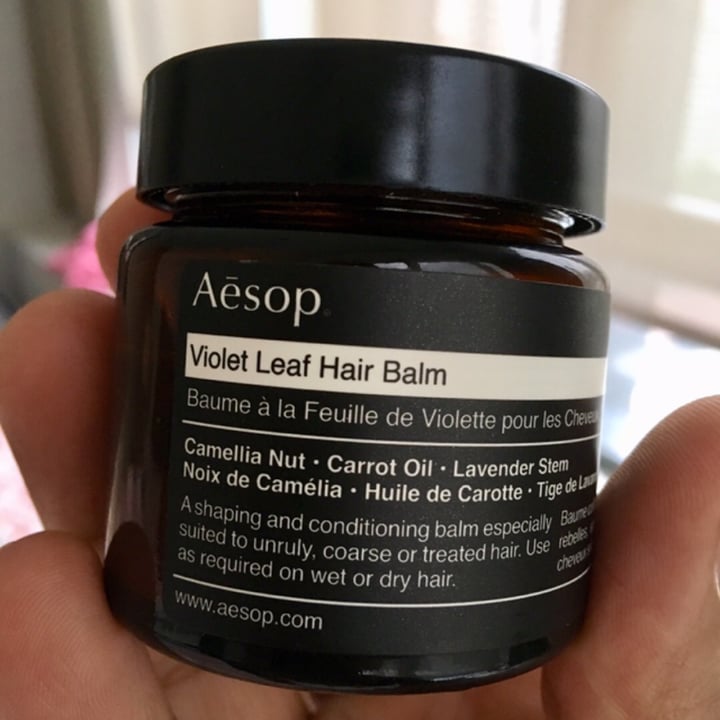 Aēsop
Violet Leaf Hair Balm
Baume à la Feuille de Violette pour les
Camellia Nut · Carrot Oil · Lavender Stem
Noix de Camélia · Huile de Carotte · Tige de
A shaping and conditioning balm especially
suited to unruly, coarse or treated hair. Use
as required on wet or dry hair.
Baume
rebelles,
cheveux
www.aesop.com